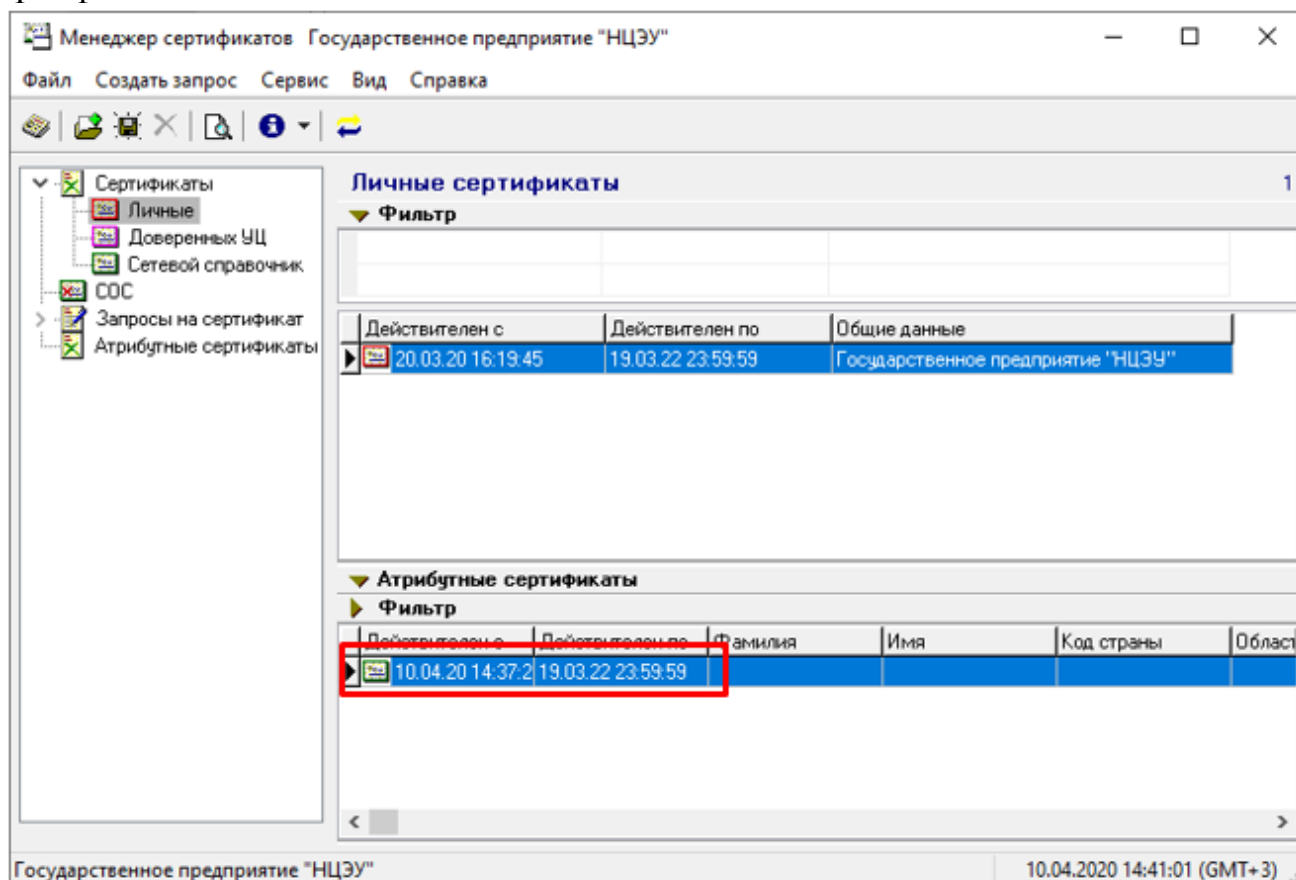 Менеджер сертификатов Государственное предприятие "НЦЭУ"
Файл Создать запрос Сервис Вид Справка
Сертификаты
Личные
Доверенных УЦ
Сетевой справочник
СОС
Запросы на сертификат
Атрибутные сертификаты
Личные сертификаты 1
Фильтр
Действителен с Действителен по Общие данные
20.03.20 16:19:45 19.03.22 23:59:59 Государственное предприятие "НЦЭУ"
Атрибутные сертификаты
Фильтр
Действителен с Действителен по Фамилия Имя Код страны Област
10.04.20 14:37:2 19.03.22 23:59:59
Государственное предприятие "НЦЭУ" 10.04.2020 14:41:01 (GMT+3)